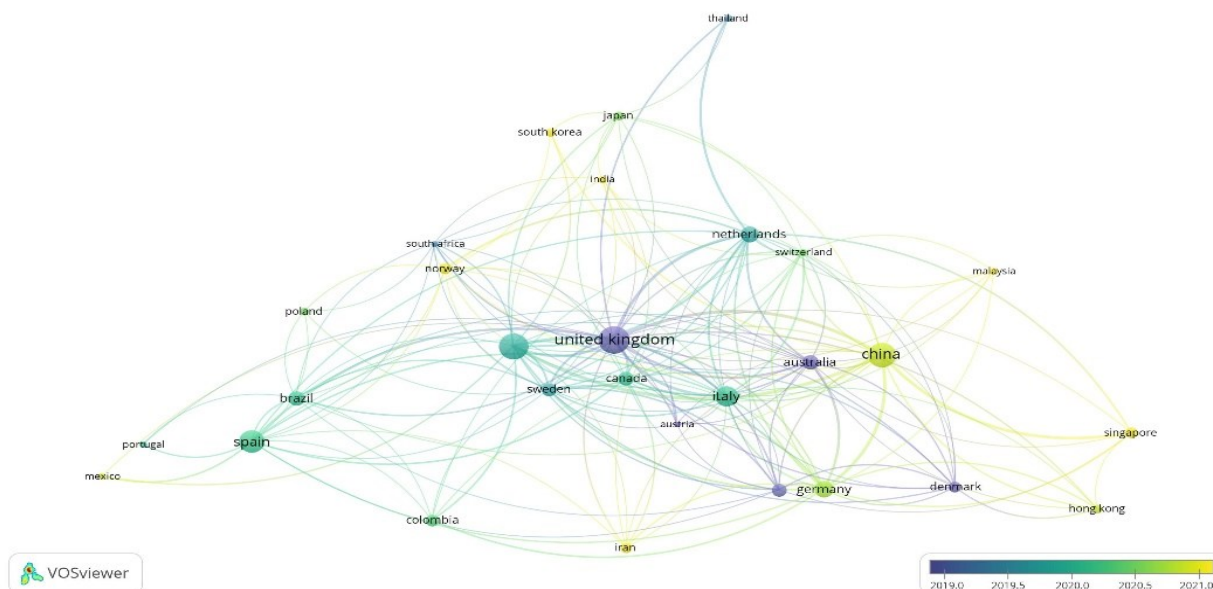 thailand
japan
south korea
india
netherlands
south africa
switzerland
norway
malaysia
poland
united kingdom
china
australia
canada
sweden
italy
brazil
austria
singapore
spain
portugal
mexico
germany
denmark
hong kong
colombia
iran
VOSviewer
2019.0 2019.5 2020.0 2020.5 2021.0